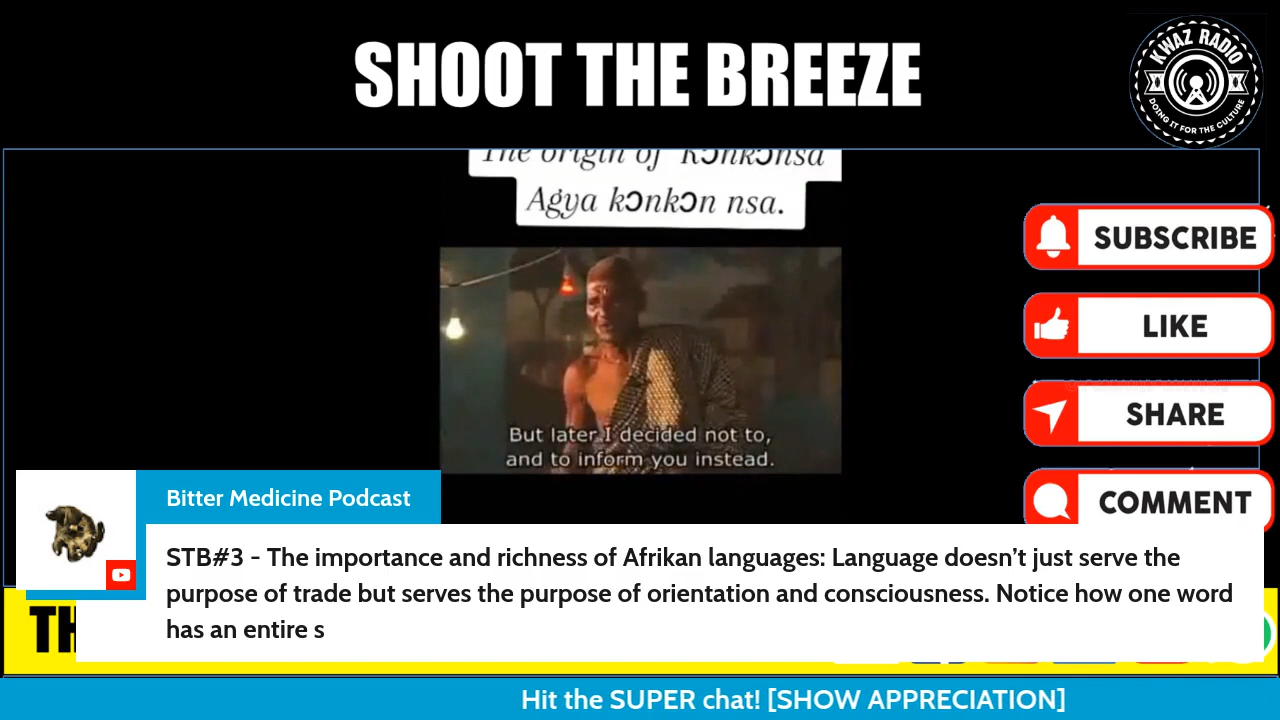 SHOOT THE BREEZE
KWAZ RADIO
DOING IT FOR THE CULTURE
The origin of Kɔnkɔnsa
Agya kɔnkɔn nsa.
SUBSCRIBE
LIKE
SHARE
COMMENT
But later I decided not to,
and to inform you instead.
Bitter Medicine Podcast
STB#3 - The importance and richness of Afrikan languages: Language doesn’t just serve the
purpose of trade but serves the purpose of orientation and consciousness. Notice how one word
has an entire s
TH
Hit the SUPER chat! [SHOW APPRECIATION]